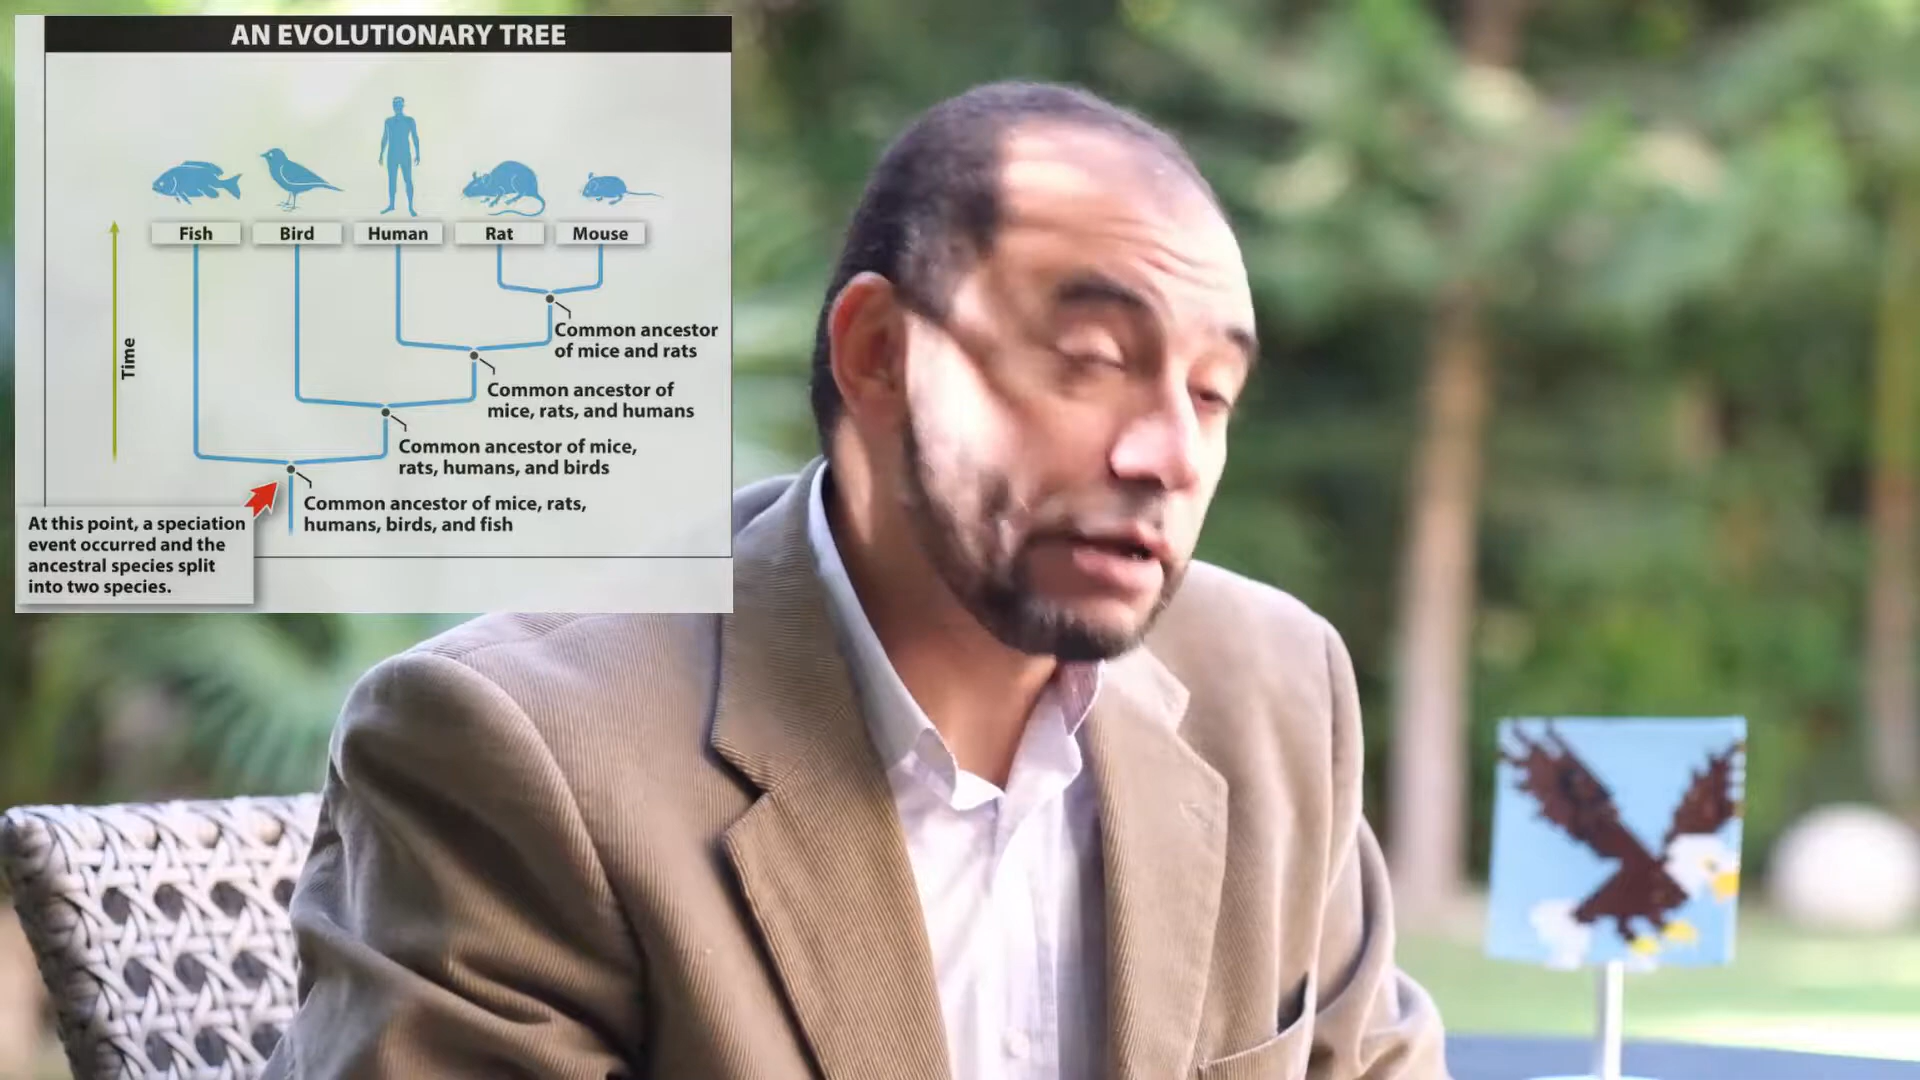 AN EVOLUTIONARY TREE
Fish
Bird
Human
Rat
Mouse
Time
Common ancestor
of mice and rats
Common ancestor of
mice, rats, and humans
Common ancestor of mice,
rats, humans, and birds
Common ancestor of mice, rats,
humans, birds, and fish
At this point, a speciation
event occurred and the
ancestral species split
into two species.